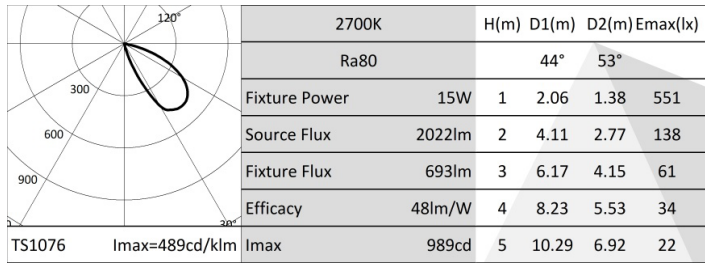 120°
300
600
900
30°
TS1076 Imax=489cd/klm
2700K
Ra80
Fixture Power 15W
Source Flux 2022lm
Fixture Flux 693lm
Efficacy 48lm/W
Imax 989cd
H(m) D1(m) D2(m) Emax(lx)
44° 53°
1 2.06 1.38 551
2 4.11 2.77 138
3 6.17 4.15 61
4 8.23 5.53 34
5 10.29 6.92 22